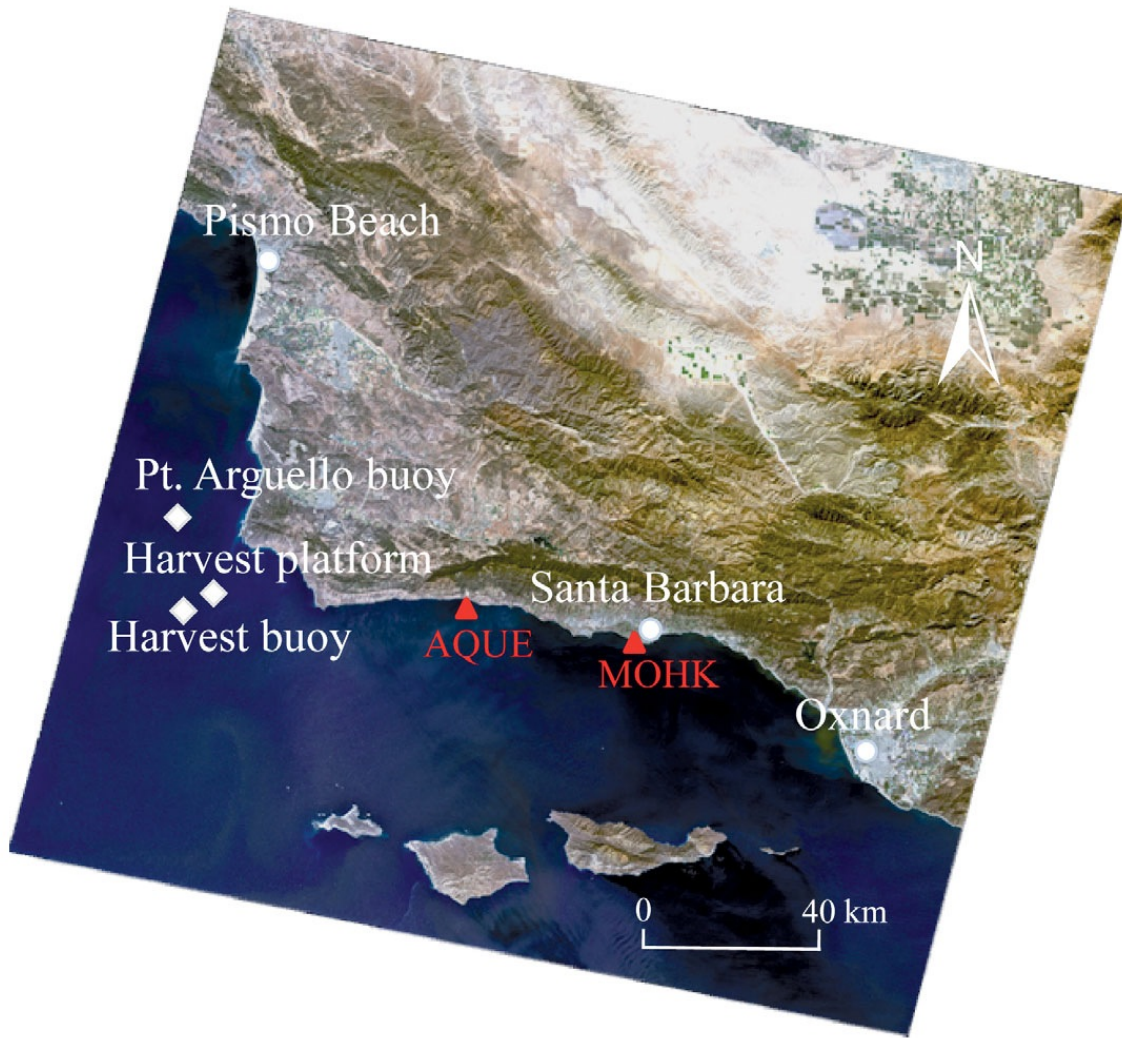 Pismo Beach
N
Pt. Arguello buoy
Harvest platform
Harvest buoy
Santa Barbara
AQUE
MOHK
Oxnard
0 40 km